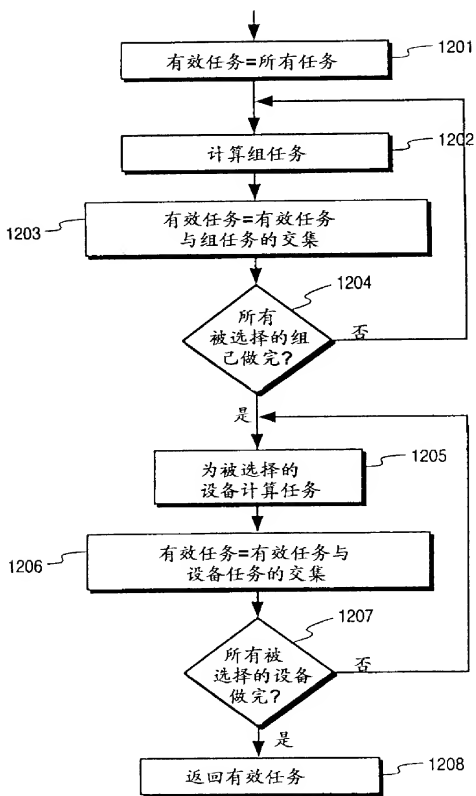 有效任务=所有任务
1201
计算组任务
1202
有效任务=有效任务
与组任务的交集
1203
1204
所有
被选择的组
已做完?
否
是
为被选择的
设备计算任务
1205
有效任务=有效任务与
设备任务的交集
1206
1207
所有被
选择的设备
做完?
否
是
返回有效任务
1208